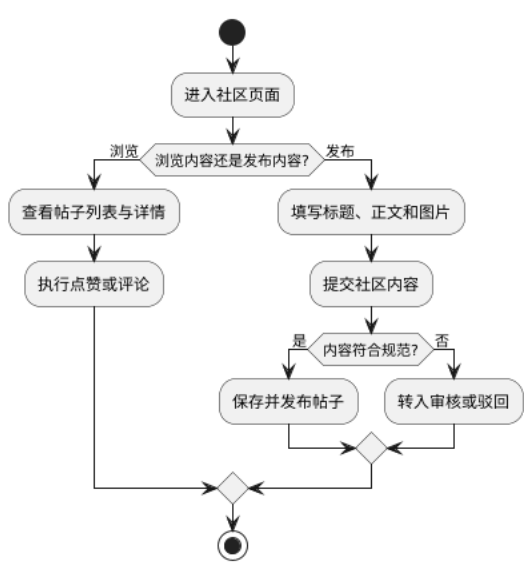 进入社区页面
浏览
浏览内容还是发布内容?
发布
查看帖子列表与详情
填写标题、正文和图片
执行点赞或评论
提交社区内容
是
内容符合规范?
否
保存并发布帖子
转入审核或驳回